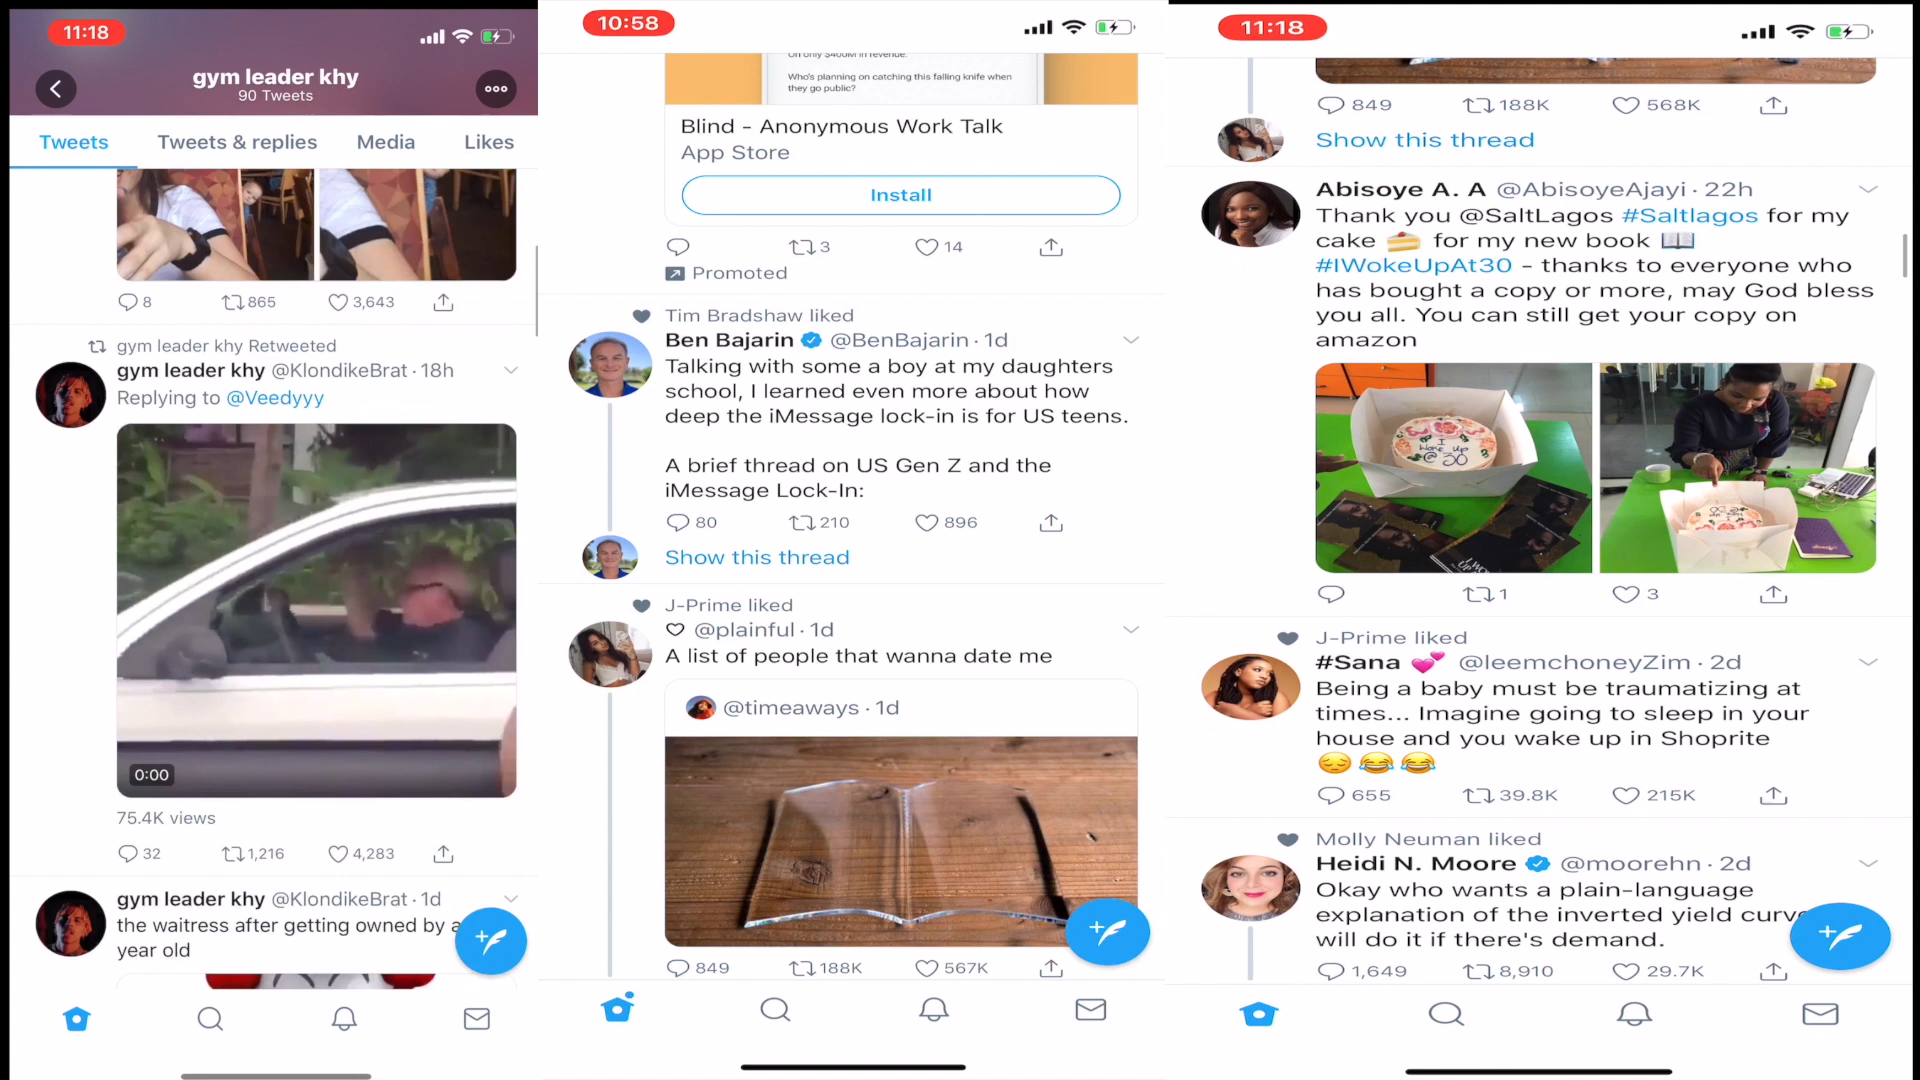 11:18
gym leader khy
90 Tweets
Tweets
Tweets & replies
Media
Likes
8
865
3,643
gym leader khy Retweeted
gym leader khy @KlondikeBrat · 18h
Replying to @Veedyyy
0:00
75.4K views
32
1,216
4,283
gym leader khy @KlondikeBrat · 1d
the waitress after getting owned by a
year old
10:58
On only $400M in revenue.
Who's planning on catching this falling knife when
they go public?
Blind - Anonymous Work Talk
App Store
Install
3
14
Promoted
Tim Bradshaw liked
Ben Bajarin @BenBajarin · 1d
Talking with some a boy at my daughters
school, I learned even more about how
deep the iMessage lock-in is for US teens.
A brief thread on US Gen Z and the
iMessage Lock-In:
80
210
896
Show this thread
J-Prime liked
@plainful · 1d
A list of people that wanna date me
@timeaways · 1d
849
188K
567K
11:18
849
188K
568K
Show this thread
Abisoye A. A @AbisoyeAjayi · 22h
Thank you @SaltLagos #Saltlagos for my
cake 🍰 for my new book 📖
#IWokeUpAt30 - thanks to everyone who
has bought a copy or more, may God bless
you all. You can still get your copy on
amazon
I
Woke Up
@ 30
1
3
J-Prime liked
#Sana 💕 @leemchoneyZim · 2d
Being a baby must be traumatizing at
times... Imagine going to sleep in your
house and you wake up in Shoprite
😔😂😂
655
39.8K
215K
Molly Neuman liked
Heidi N. Moore @moorehn · 2d
Okay who wants a plain-language
explanation of the inverted yield curve
will do it if there's demand.
1,649
8,910
29.7K